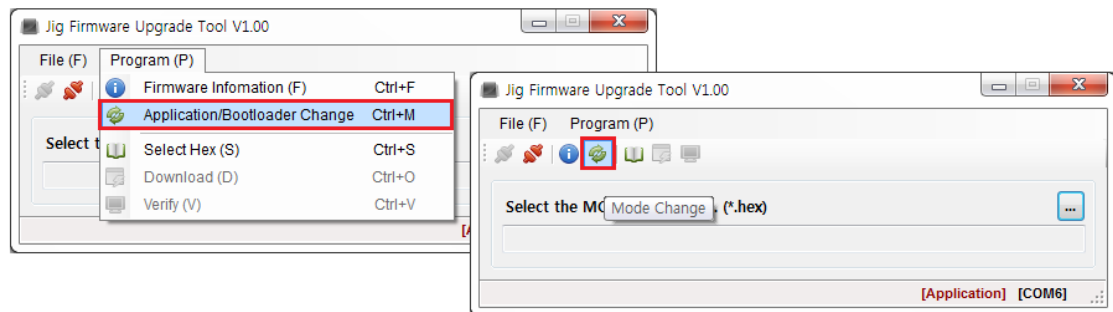 Jig Firmware Upgrade Tool V1.00
File (F) Program (P)
Firmware Infomation (F) Ctrl+F
Application/Bootloader Change Ctrl+M
Select t
Select Hex (S) Ctrl+S
Download (D) Ctrl+O
Verify (V) Ctrl+V
Jig Firmware Upgrade Tool V1.00
File (F) Program (P)
Select the MC Mode Change . (*.hex)
...
[Application] [COM6]